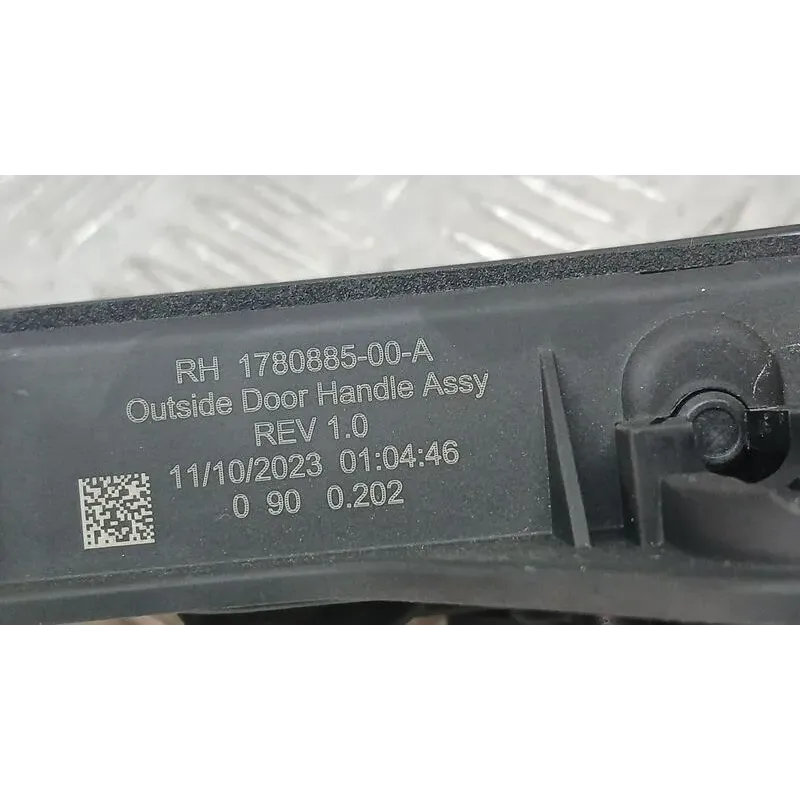 RH 1780885-00-A
Outside Door Handle Assy
REV 1.0
11/10/2023 01:04:46
0 90 0.202